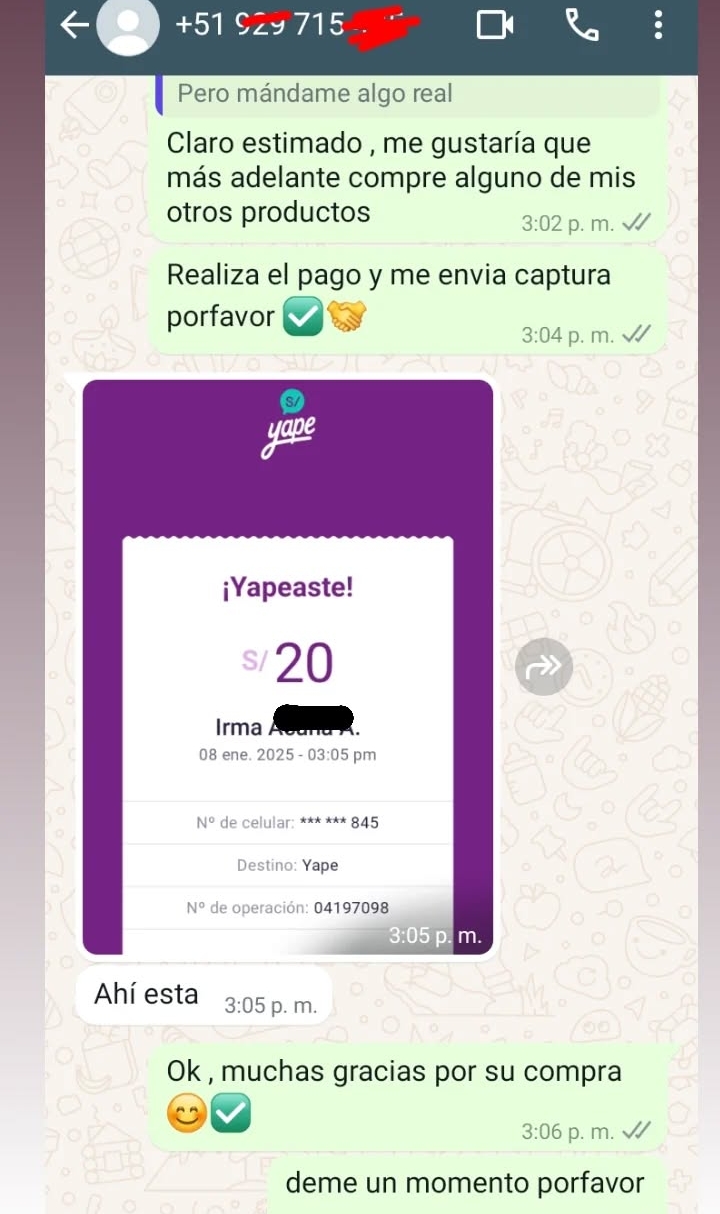 +51 929 715
Pero mándame algo real
Claro estimado , me gustaría que
más adelante compre alguno de mis
otros productos
3:02 p. m.
Realiza el pago y me envia captura
porfavor ✅🤝
3:04 p. m.
S/
yape
¡Yapeaste!
S/ 20
Irma A.
08 ene. 2025 - 03:05 pm
Nº de celular: *** *** 845
Destino: Yape
Nº de operación: 04197098
3:05 p. m.
Ahí esta
3:05 p. m.
Ok , muchas gracias por su compra
😊✅
3:06 p. m.
deme un momento porfavor